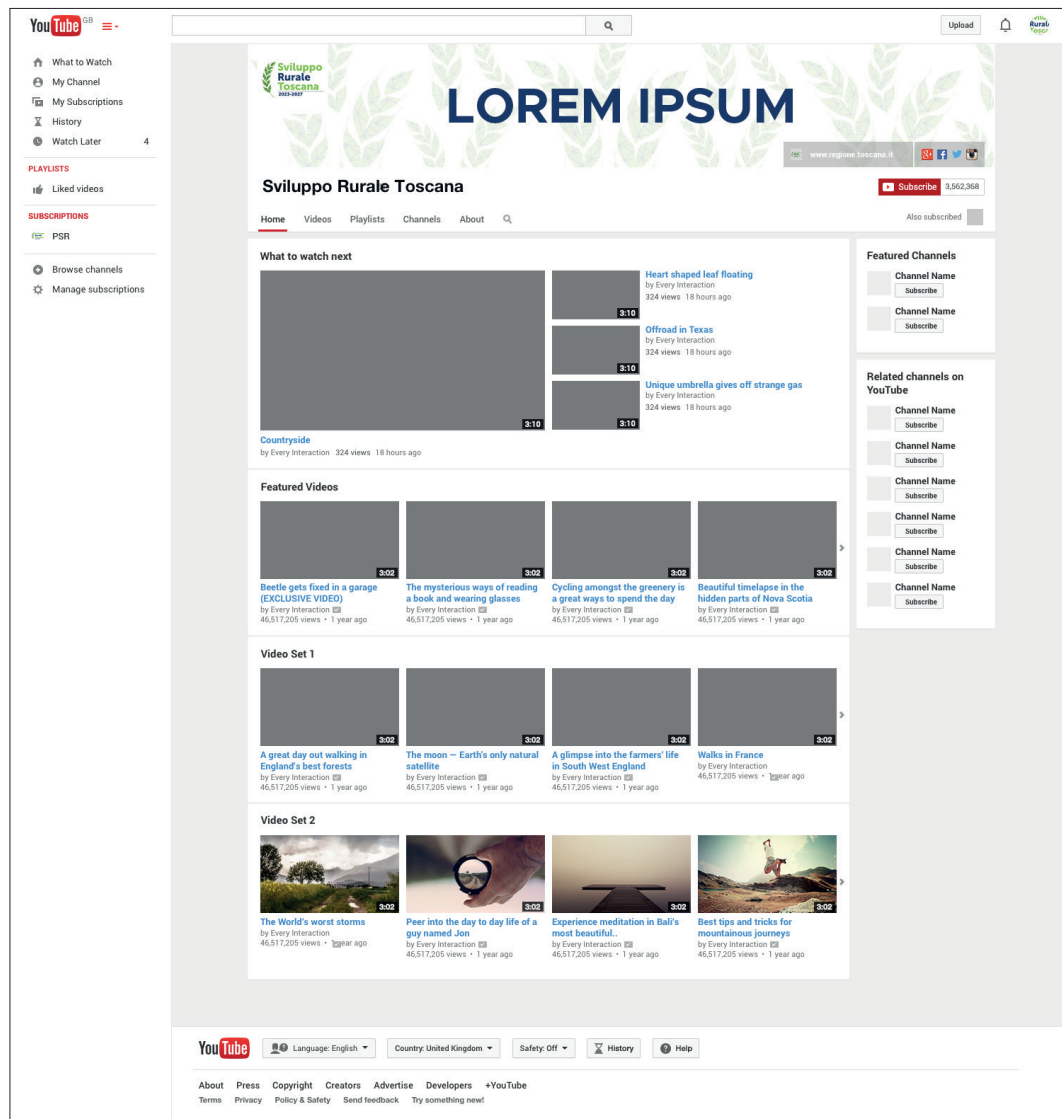 YouTube GB
Upload
Rurale
Toscana
What to Watch
My Channel
My Subscriptions
History
Watch Later 4
PLAYLISTS
Liked videos
SUBSCRIPTIONS
PSR
Browse channels
Manage subscriptions
Sviluppo
Rurale
Toscana
2023-2027
LOREM IPSUM
www.regione.toscana.it
Sviluppo Rurale Toscana
Subscribe 3,562,368
Home Videos Playlists Channels About
Also subscribed
What to watch next
3:10
Countryside
by Every Interaction 324 views 18 hours ago
3:10
Heart shaped leaf floating
by Every Interaction
324 views 18 hours ago
3:10
Offroad in Texas
by Every Interaction
324 views 18 hours ago
3:10
Unique umbrella gives off strange gas
by Every Interaction
324 views 18 hours ago
Featured Videos
3:02
Beetle gets fixed in a garage
(EXCLUSIVE VIDEO)
by Every Interaction
46,517,205 views • 1 year ago
3:02
The mysterious ways of reading
a book and wearing glasses
by Every Interaction
46,517,205 views • 1 year ago
3:02
Cycling amongst the greenery is
a great ways to spend the day
by Every Interaction
46,517,205 views • 1 year ago
3:02
Beautiful timelapse in the
hidden parts of Nova Scotia
by Every Interaction
46,517,205 views • 1 year ago
Video Set 1
3:02
A great day out walking in
England's best forests
by Every Interaction
46,517,205 views • 1 year ago
3:02
The moon — Earth's only natural
satellite
by Every Interaction
46,517,205 views • 1 year ago
3:02
A glimpse into the farmers' life
in South West England
by Every Interaction
46,517,205 views • 1 year ago
3:02
Walks in France
by Every Interaction
46,517,205 views • 1 year ago
Video Set 2
3:02
The World's worst storms
by Every Interaction
46,517,205 views • 1 year ago
3:02
Peer into the day to day life of a
guy named Jon
by Every Interaction
46,517,205 views • 1 year ago
3:02
Experience meditation in Bali's
most beautiful..
by Every Interaction
46,517,205 views • 1 year ago
3:02
Best tips and tricks for
mountainous journeys
by Every Interaction
46,517,205 views • 1 year ago
Featured Channels
Channel Name
Subscribe
Channel Name
Subscribe
Related channels on
YouTube
Channel Name
Subscribe
Channel Name
Subscribe
Channel Name
Subscribe
Channel Name
Subscribe
Channel Name
Subscribe
Channel Name
Subscribe
YouTube Language: English Country: United Kingdom Safety: Off History Help
About Press Copyright Creators Advertise Developers +YouTube
Terms Privacy Policy & Safety Send feedback Try something new!